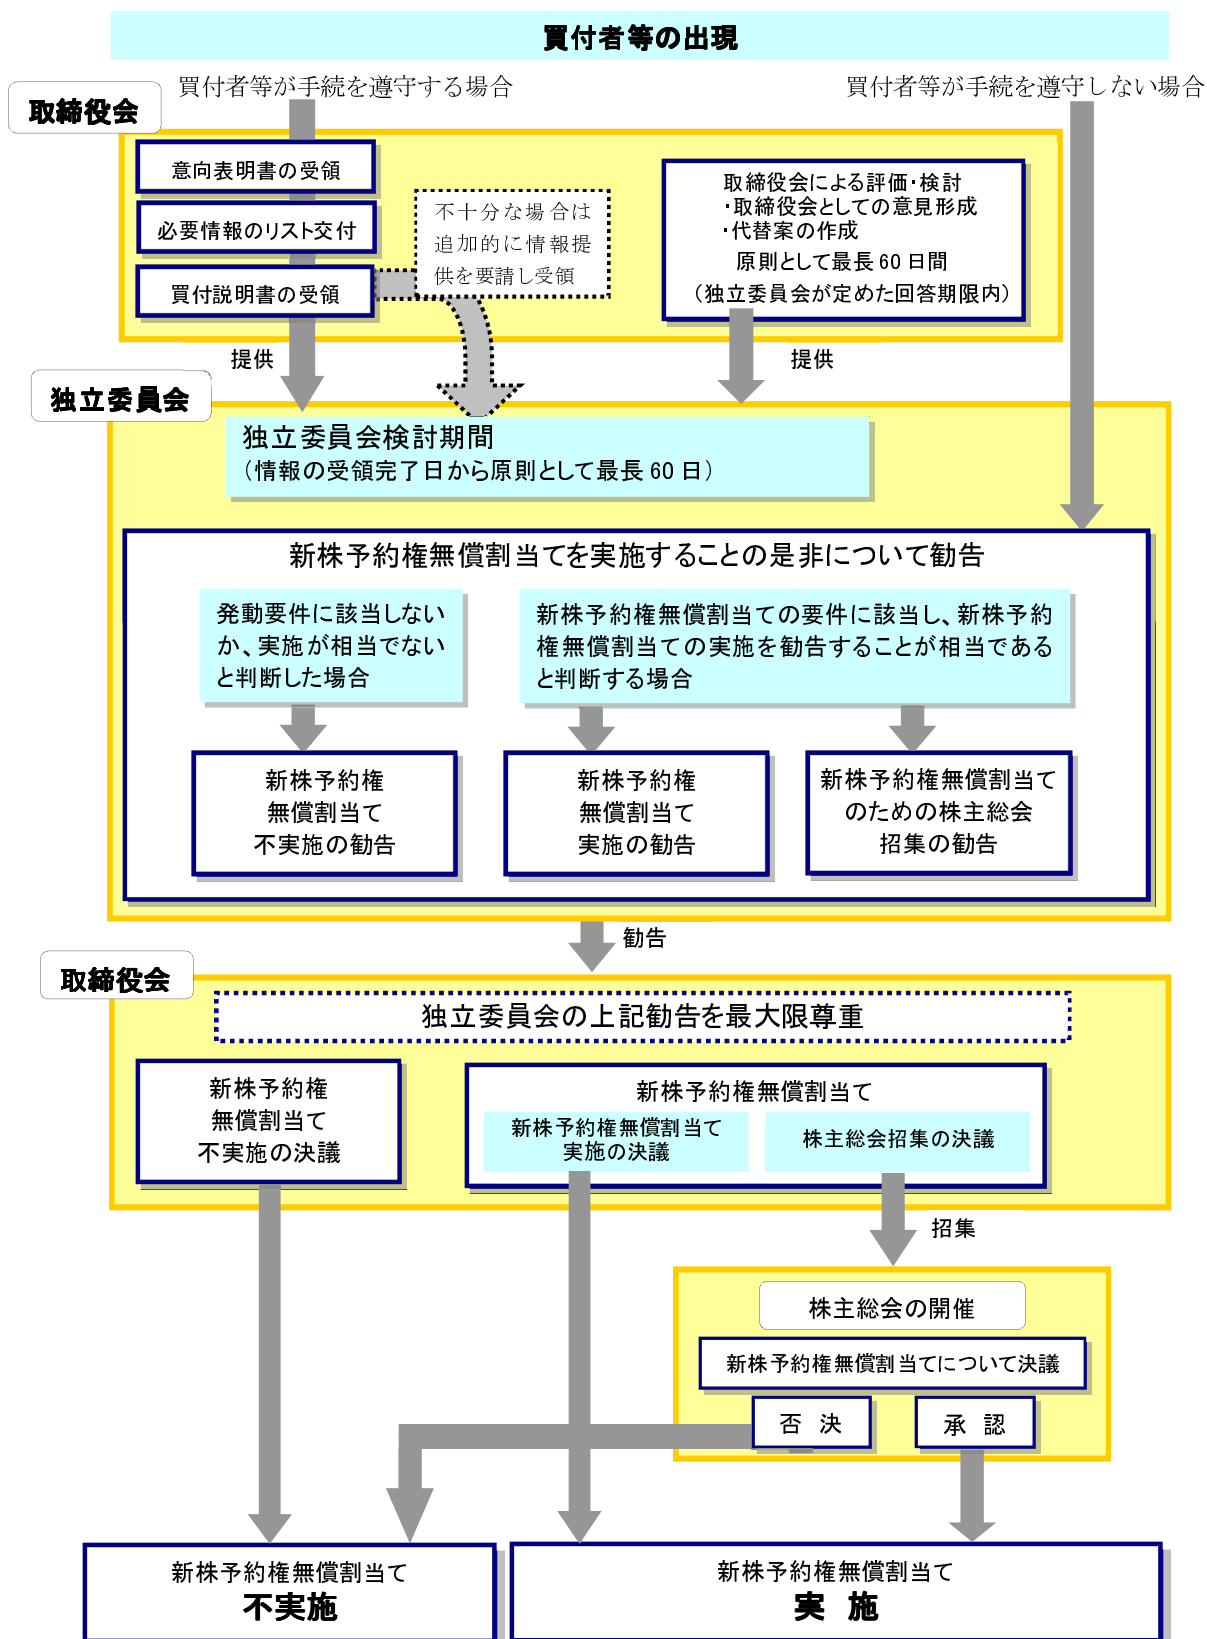 買付者等の出現
買付者等が手続を遵守する場合
買付者等が手続を遵守しない場合
取締役会
意向表明書の受領
必要情報のリスト交付
買付説明書の受領
不十分な場合は
追加的に情報提
供を要請し受領
取締役会による評価・検討
・取締役会としての意見形成
・代替案の作成
原則として最長 60 日間
（独立委員会が定めた回答期限内）
提供
提供
独立委員会
独立委員会検討期間
（情報の受領完了日から原則として最長 60 日）
新株予約権無償割当てを実施することの是非について勧告
発動要件に該当しない
か、実施が相当でない
と判断した場合
新株予約権無償割当ての要件に該当し、新株予約
権無償割当ての実施を勧告することが相当である
と判断する場合
新株予約権
無償割当て
不実施の勧告
新株予約権
無償割当て
実施の勧告
新株予約権無償割当て
のための株主総会
招集の勧告
勧告
取締役会
独立委員会の上記勧告を最大限尊重
新株予約権
無償割当て
不実施の決議
新株予約権無償割当て
新株予約権無償割当て
実施の決議
株主総会招集の決議
招集
株主総会の開催
新株予約権無償割当てについて決議
否 決
承 認
新株予約権無償割当て
不実施
新株予約権無償割当て
実 施